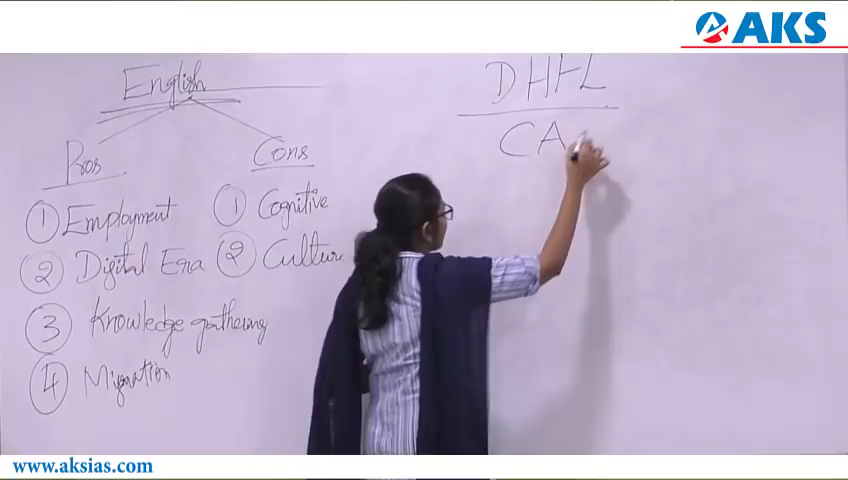 AKS
English
Pros
① Employment
② Digital Era
③ Knowledge gathering
④ Migration
Cons
① Cognitive
② Culture
DHFL
CA
www.aksias.com